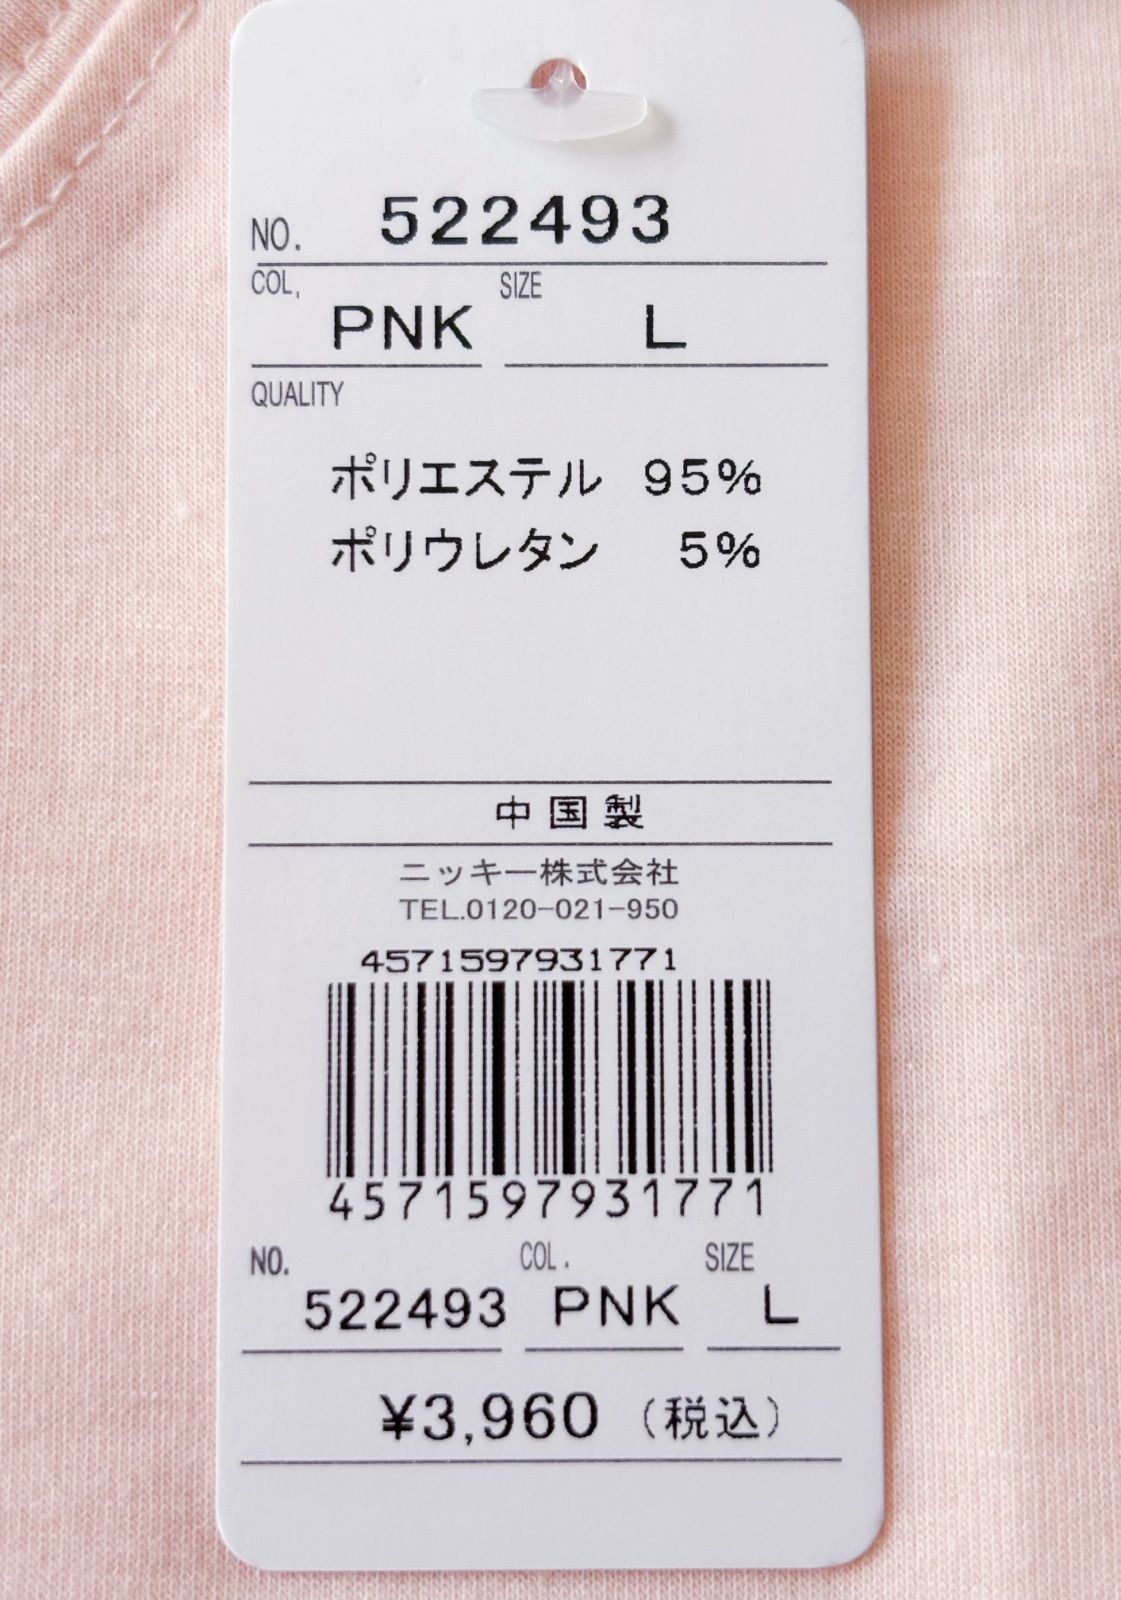 NO. 522493
COL. SIZE
PNK L
QUALITY
ポリエステル 95%
ポリウレタン 5%
中国製
ニッキー株式会社
TEL.0120-021-950
4571597931771
4571597931771
NO. COL. SIZE
522493 PNK L
¥3,960 (税込)